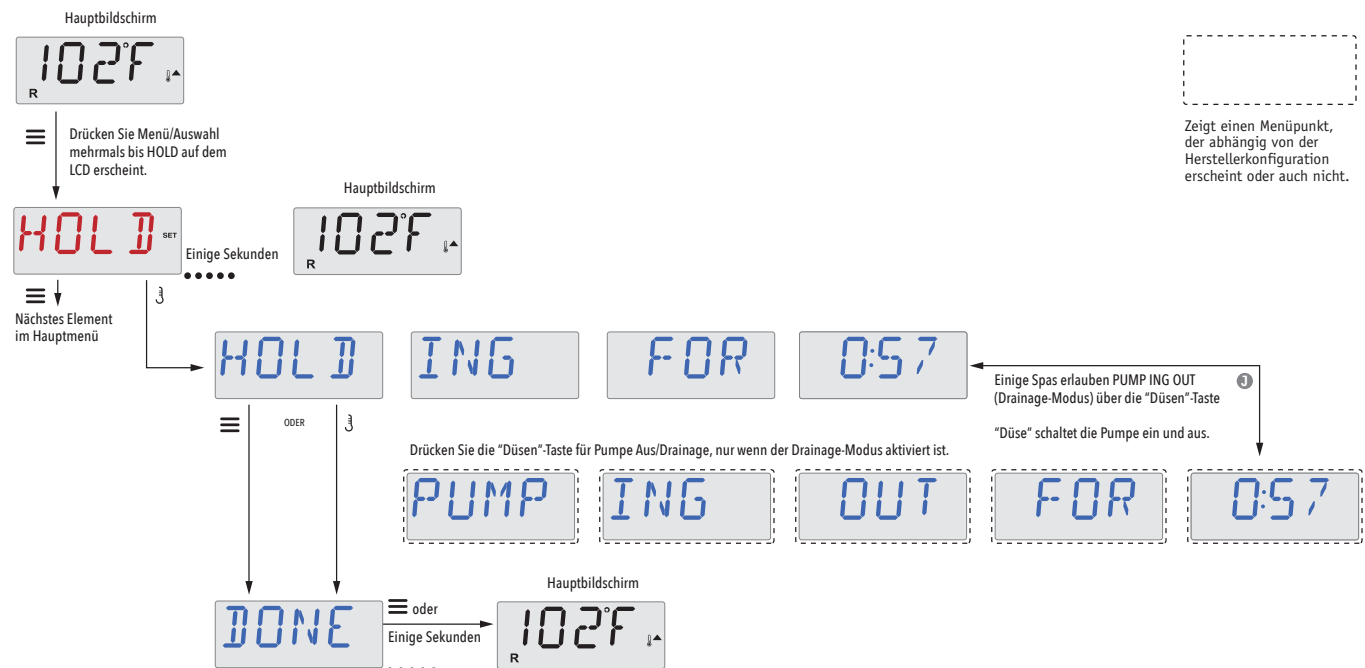 Hauptbildschirm
102°F
R
Drücken Sie Menü/Auswahl
mehrmals bis HOLD auf dem
LCD erscheint.
Zeigt einen Menüpunkt,
der abhängig von der
Herstellerkonfiguration
erscheint oder auch nicht.
HOLD SET
Einige Sekunden
Hauptbildschirm
102°F
R
Nächstes Element
im Hauptmenü
HOLD ING FOR 0:57
Einige Spas erlauben PUMP ING OUT
(Drainage-Modus) über die "Düsen"-Taste
J
"Düse" schaltet die Pumpe ein und aus.
ODER
Drücken Sie die "Düsen"-Taste für Pumpe Aus/Drainage, nur wenn der Drainage-Modus aktiviert ist.
PUMP ING OUT FOR 0:57
DONE
oder
Einige Sekunden
Hauptbildschirm
102°F
R